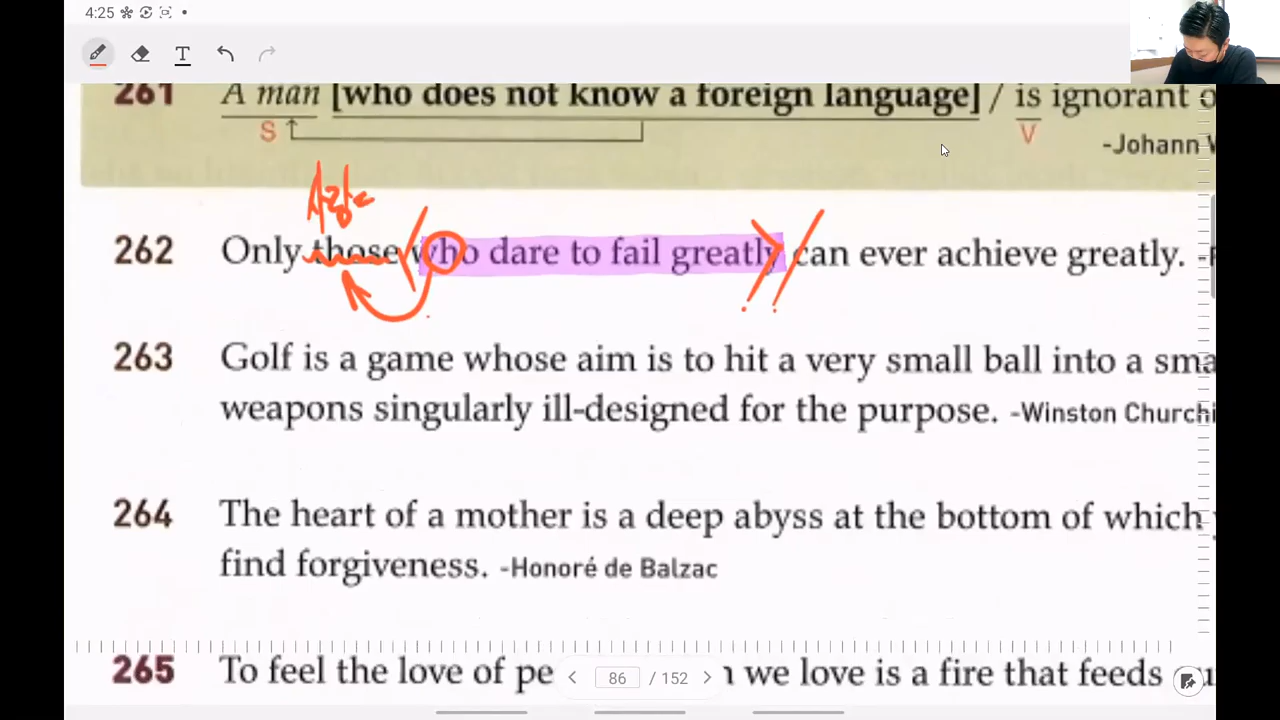 4:25
T
261 A man [who does not know a foreign language] / is ignorant o
S V
-Johann
사람들
262 Only those who dare to fail greatly can ever achieve greatly.
263 Golf is a game whose aim is to hit a very small ball into a sma
weapons singularly ill-designed for the purpose. -Winston Churchi
264 The heart of a mother is a deep abyss at the bottom of which
find forgiveness. -Honoré de Balzac
265 To feel the love of pe we love is a fire that feeds
86 / 152